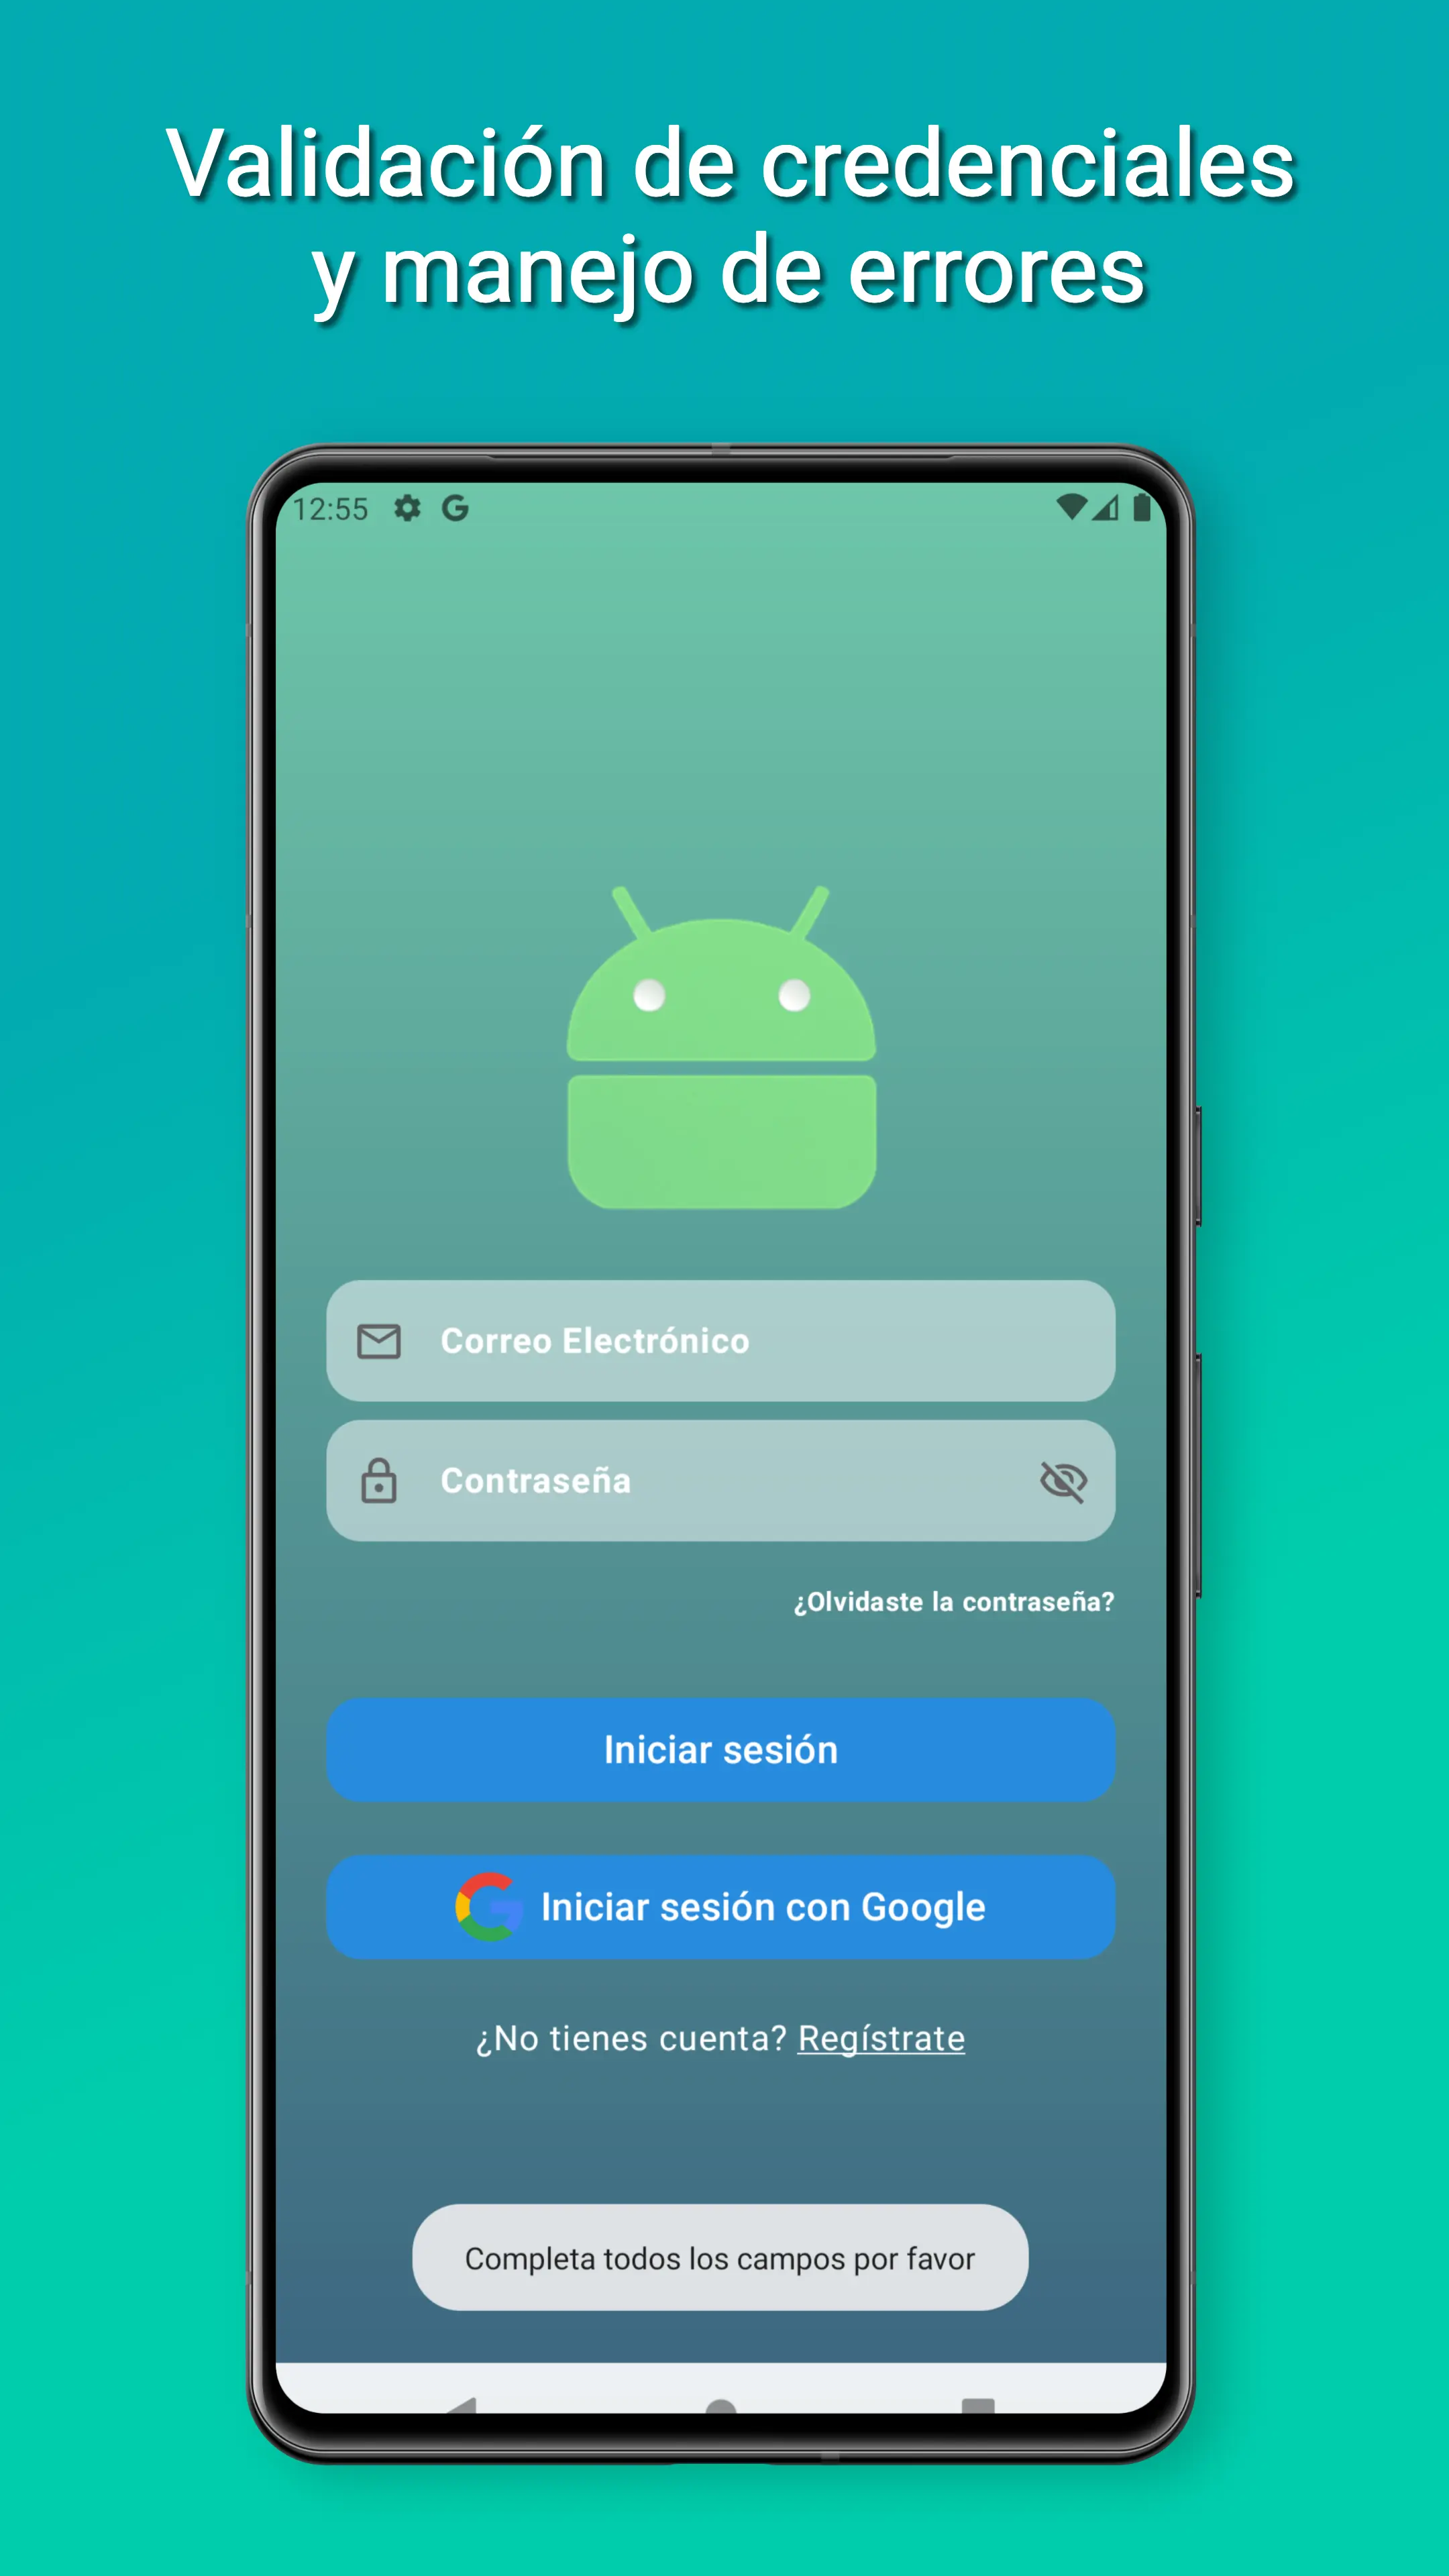 Validación de credenciales
y manejo de errores
12:55
Correo Electrónico
Contraseña
¿Olvidaste la contraseña?
Iniciar sesión
Iniciar sesión con Google
¿No tienes cuenta? Regístrate
Completa todos los campos por favor